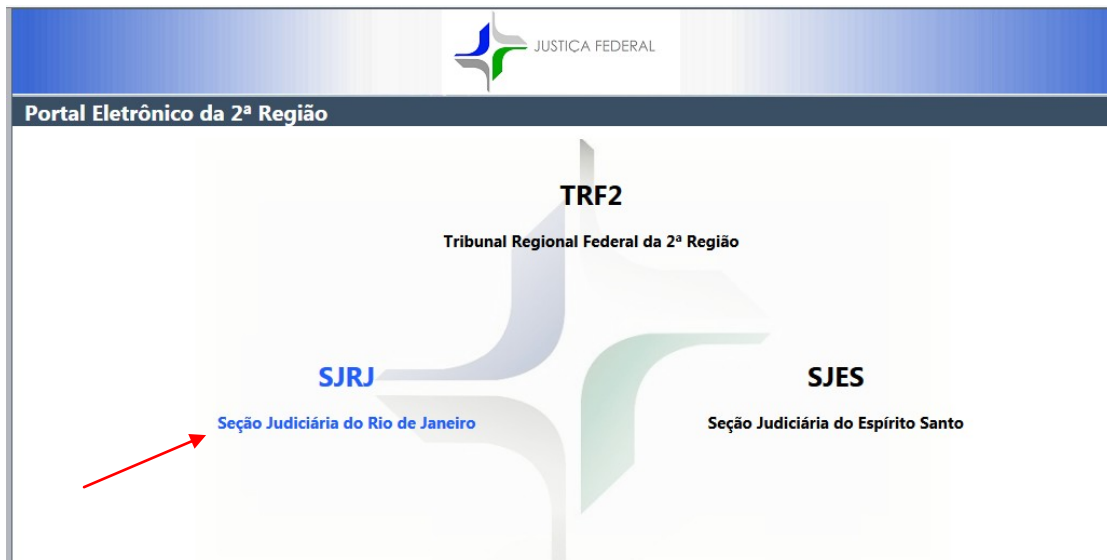 JUSTIÇA FEDERAL
Portal Eletrônico da 2ª Região
TRF2
Tribunal Regional Federal da 2ª Região
SJRJ
Seção Judiciária do Rio de Janeiro
SJES
Seção Judiciária do Espírito Santo